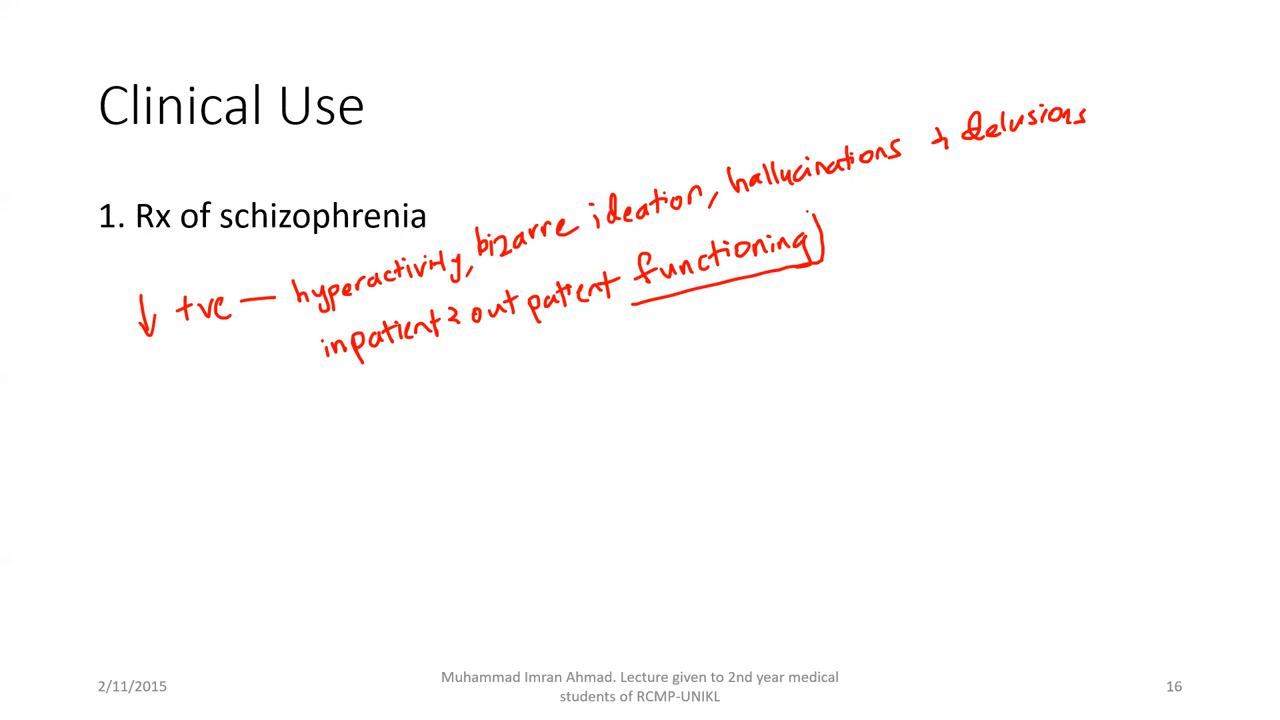 Clinical Use
1. Rx of schizophrenia
↓ +ve — hyperactivity, bizarre ideation, hallucinations + delusions
inpatient & outpatient functioning)
2/11/2015
Muhammad Imran Ahmad. Lecture given to 2nd year medical
students of RCMP-UNIKL
16